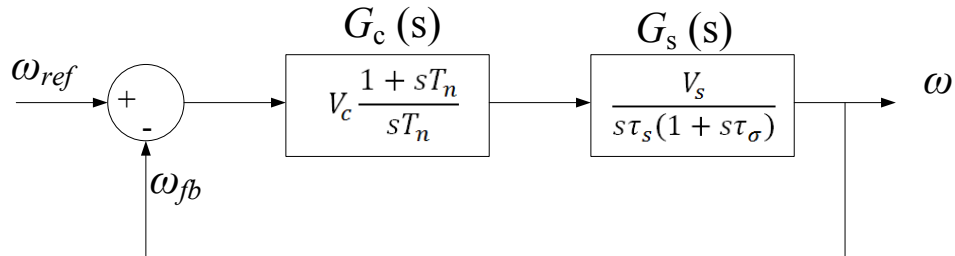 G_c (s)
G_s (s)
ω_ref
+
-
V_c (1 + sT_n) / (sT_n)
V_s / (sτ_s(1 + sτ_σ))
ω
ω_fb